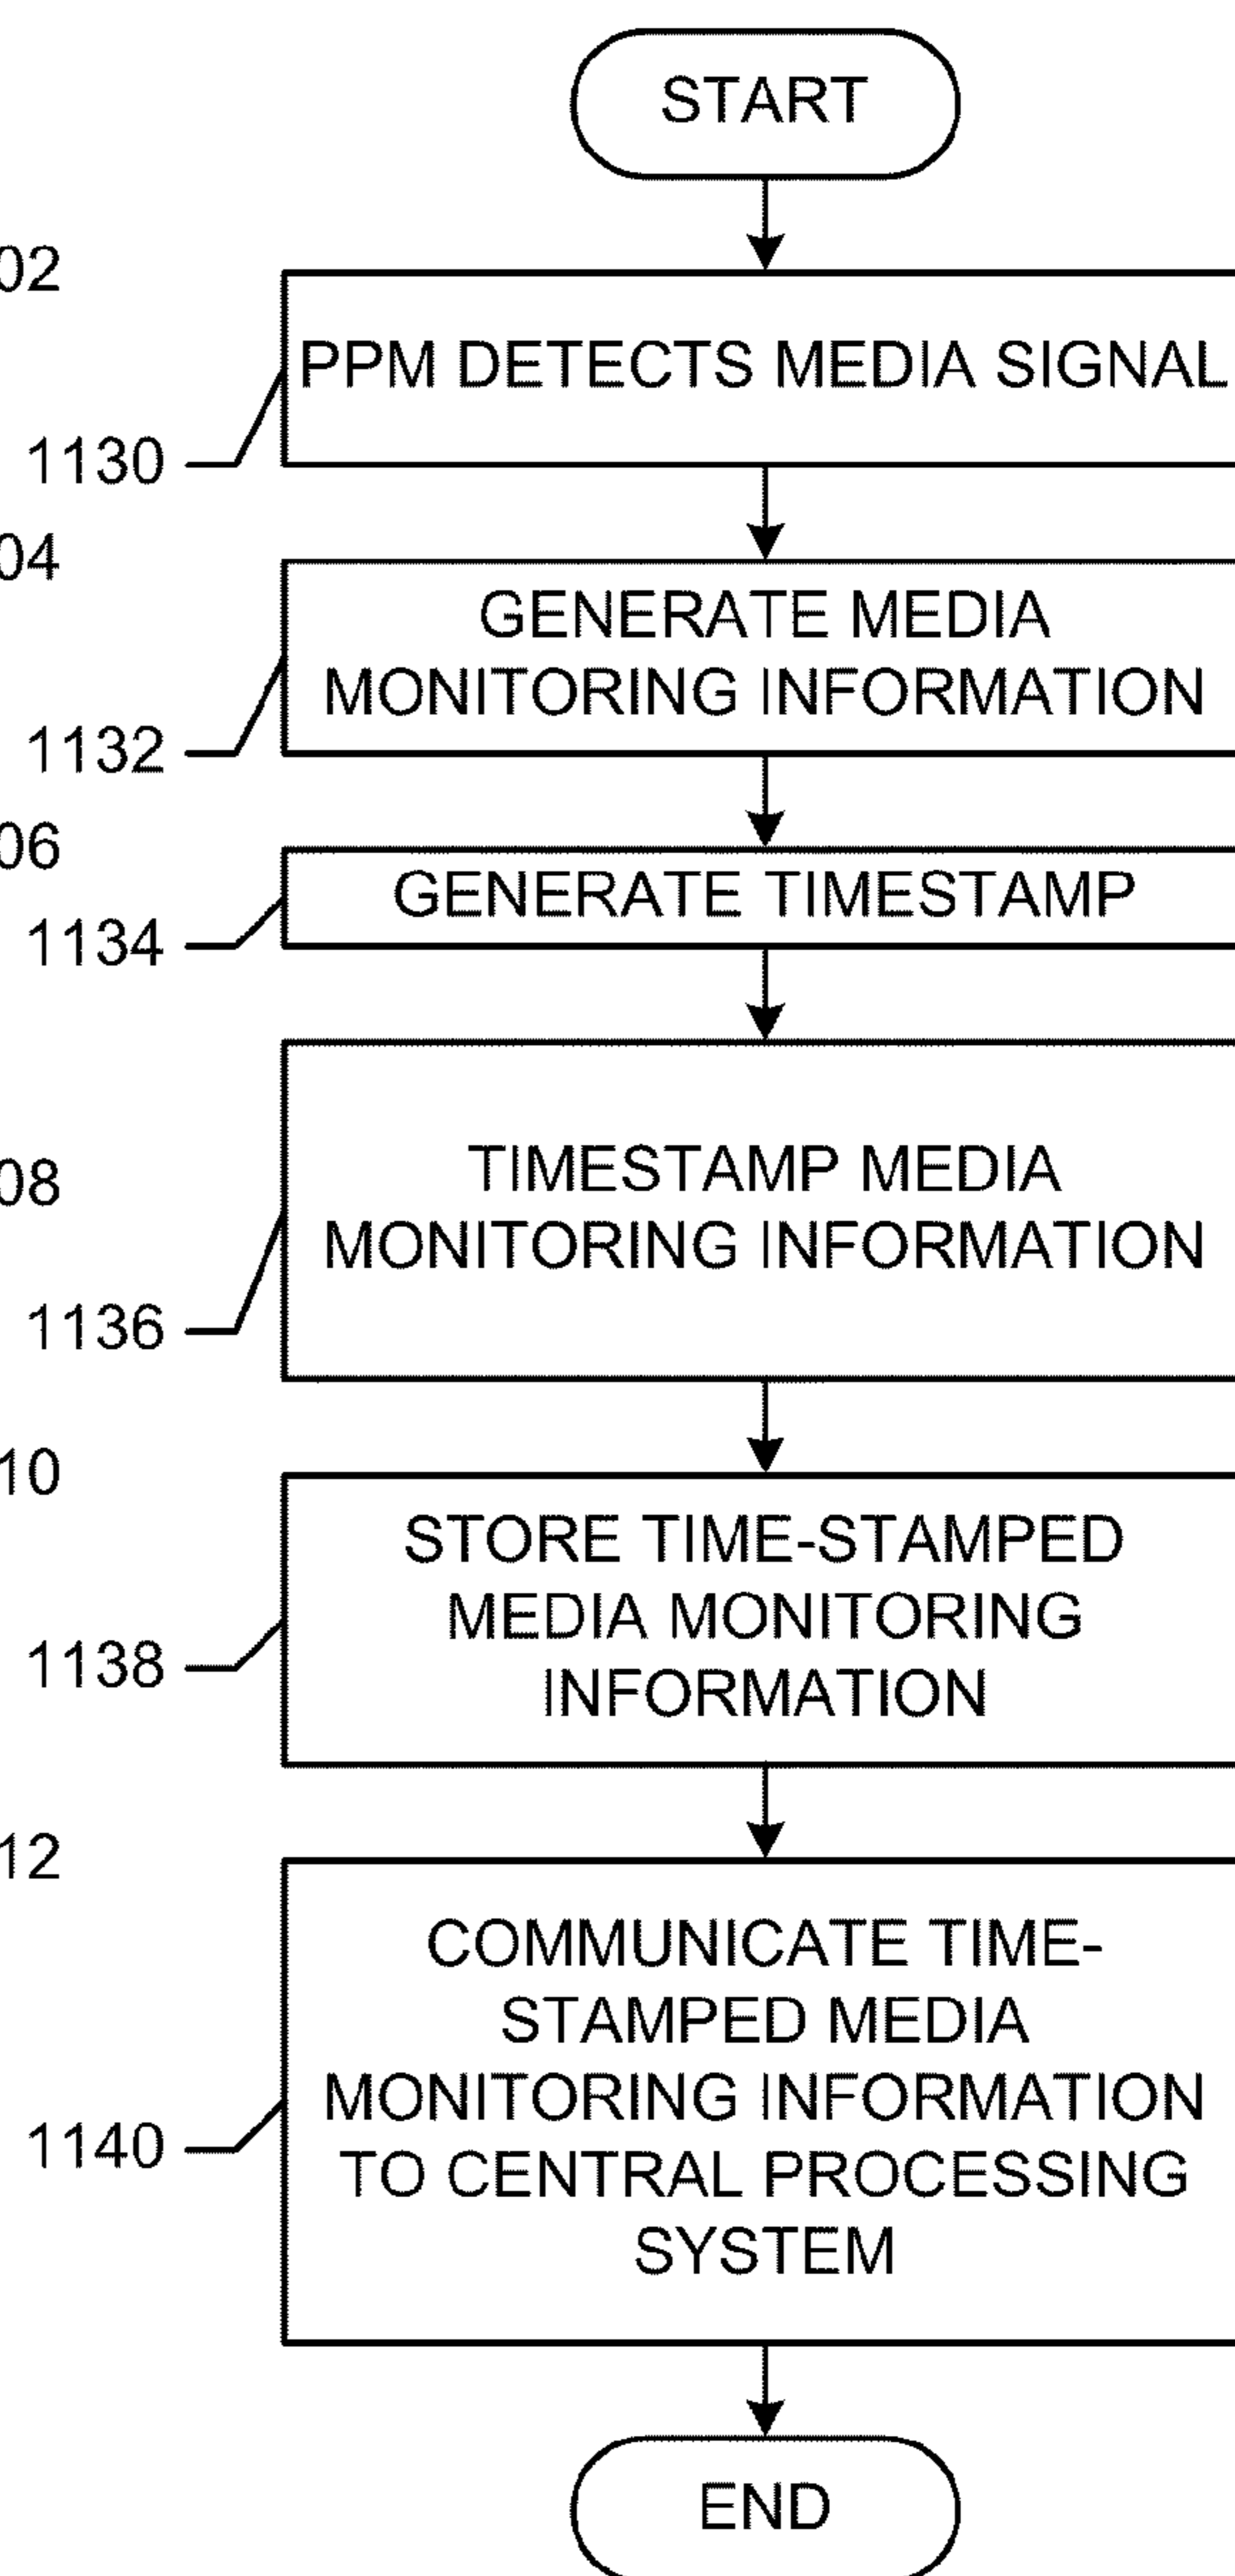 START
02
PPM DETECTS MEDIA SIGNAL
1130
04
GENERATE MEDIA
MONITORING INFORMATION
1132
06
GENERATE TIMESTAMP
1134
TIMESTAMP MEDIA
08
MONITORING INFORMATION
1136
10
STORE TIME-STAMPED
MEDIA MONITORING
1138
INFORMATION
12
COMMUNICATE TIME-
STAMPED MEDIA
MONITORING INFORMATION
1140
TO CENTRAL PROCESSING
SYSTEM
END